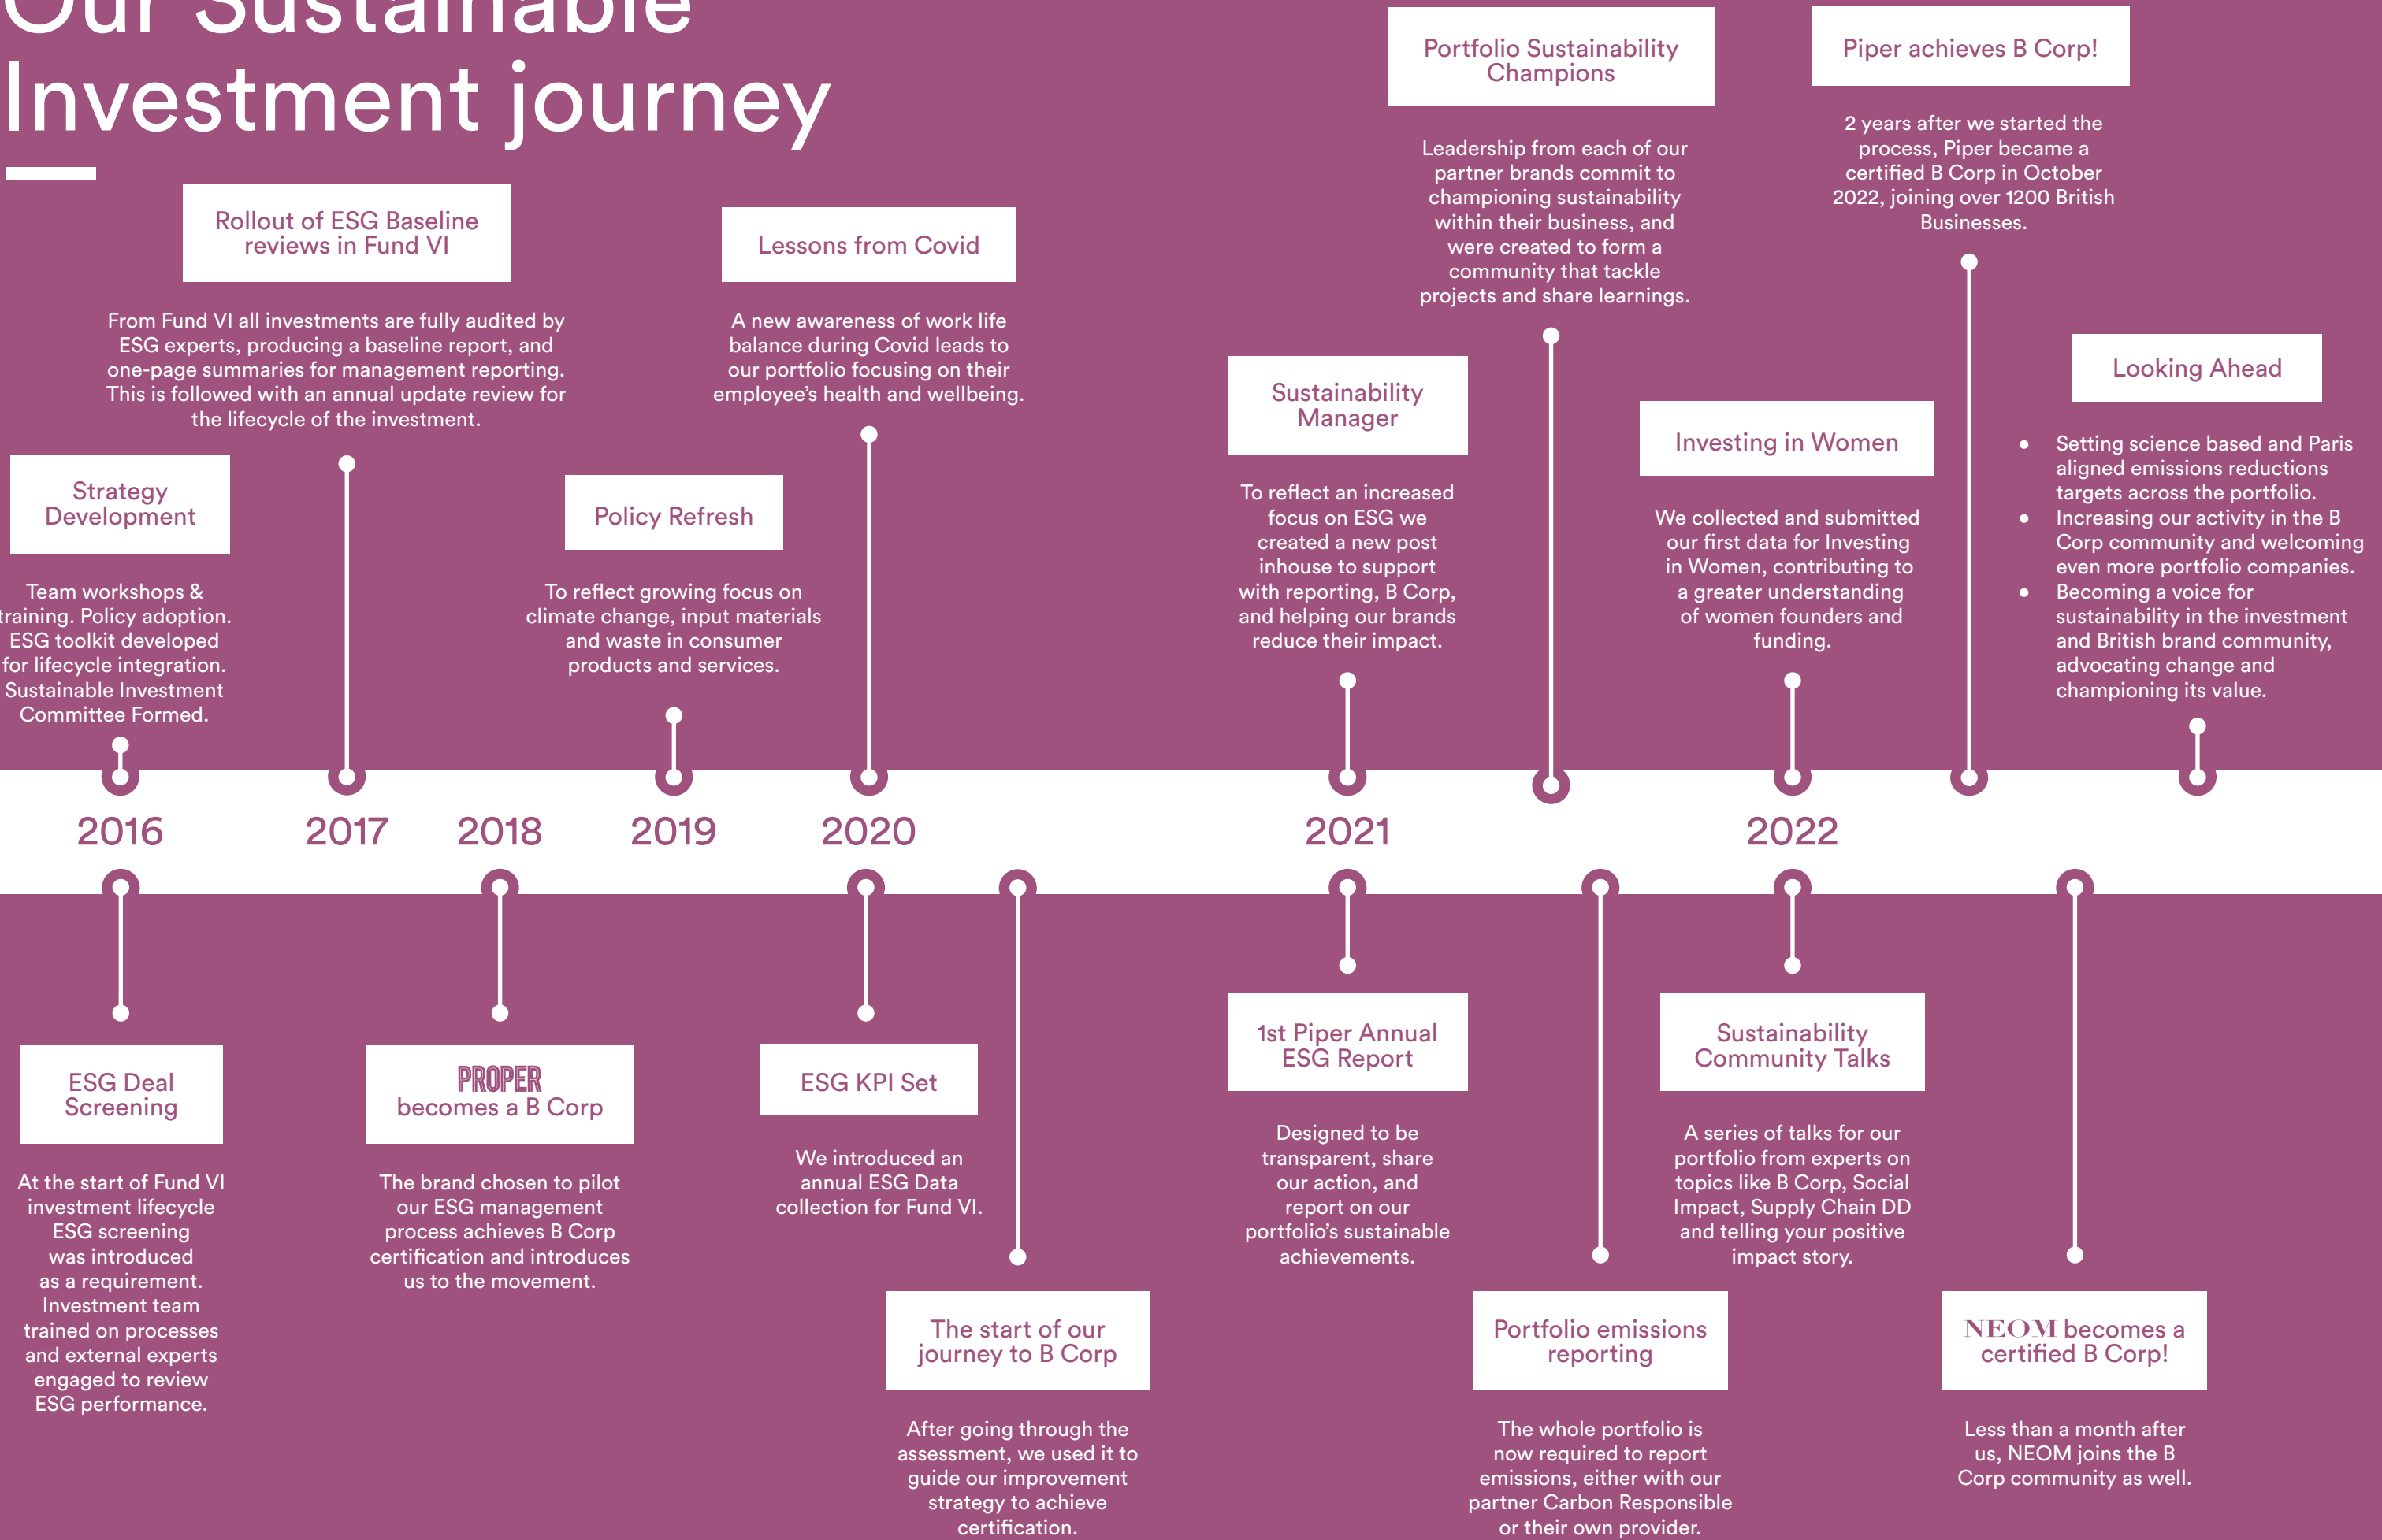 Our Sustainable
Investment journey
Strategy
Development
Team workshops &
training. Policy adoption.
ESG toolkit developed
for lifecycle integration.
Sustainable Investment
Committee Formed.
Rollout of ESG Baseline
reviews in Fund VI
From Fund VI all investments are fully audited by
ESG experts, producing a baseline report, and
one-page summaries for management reporting.
This is followed with an annual update review for
the lifecycle of the investment.
Policy Refresh
To reflect growing focus on
climate change, input materials
and waste in consumer
products and services.
Lessons from Covid
A new awareness of work life
balance during Covid leads to
our portfolio focusing on their
employee’s health and wellbeing.
Sustainability
Manager
To reflect an increased
focus on ESG we
created a new post
inhouse to support
with reporting, B Corp,
and helping our brands
reduce their impact.
Portfolio Sustainability
Champions
Leadership from each of our
partner brands commit to
championing sustainability
within their business, and
were created to form a
community that tackle
projects and share learnings.
Investing in Women
We collected and submitted
our first data for Investing
in Women, contributing to
a greater understanding
of women founders and
funding.
Piper achieves B Corp!
2 years after we started the
process, Piper became a
certified B Corp in October
2022, joining over 1200 British
Businesses.
Looking Ahead
• Setting science based and Paris
aligned emissions reductions
targets across the portfolio.
• Increasing our activity in the B
Corp community and welcoming
even more portfolio companies.
• Becoming a voice for
sustainability in the investment
and British brand community,
advocating change and
championing its value.
2016 2017 2018 2019 2020 2021 2022
ESG Deal
Screening
At the start of Fund VI
investment lifecycle
ESG screening
was introduced
as a requirement.
Investment team
trained on processes
and external experts
engaged to review
ESG performance.
PROPER
becomes a B Corp
The brand chosen to pilot
our ESG management
process achieves B Corp
certification and introduces
us to the movement.
ESG KPI Set
We introduced an
annual ESG Data
collection for Fund VI.
The start of our
journey to B Corp
After going through the
assessment, we used it to
guide our improvement
strategy to achieve
certification.
1st Piper Annual
ESG Report
Designed to be
transparent, share
our action, and
report on our
portfolio’s sustainable
achievements.
Portfolio emissions
reporting
The whole portfolio is
now required to report
emissions, either with our
partner Carbon Responsible
or their own provider.
Sustainability
Community Talks
A series of talks for our
portfolio from experts on
topics like B Corp, Social
Impact, Supply Chain DD
and telling your positive
impact story.
NEOM becomes a
certified B Corp!
Less than a month after
us, NEOM joins the B
Corp community as well.